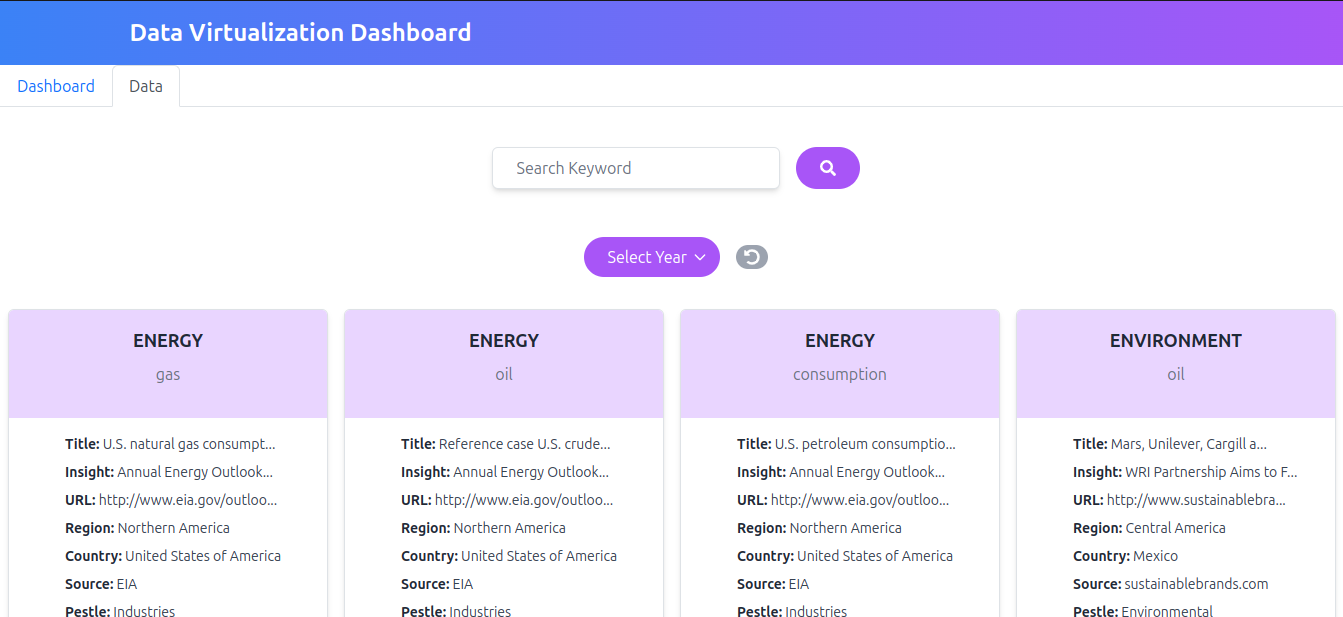 Data Virtualization Dashboard
Dashboard
Data
Search Keyword
Select Year
ENERGY
gas
Title: U.S. natural gas consumpt...
Insight: Annual Energy Outlook...
URL: http://www.eia.gov/outloo...
Region: Northern America
Country: United States of America
Source: EIA
Pestle: Industries
ENERGY
oil
Title: Reference case U.S. crude...
Insight: Annual Energy Outlook...
URL: http://www.eia.gov/outloo...
Region: Northern America
Country: United States of America
Source: EIA
Pestle: Industries
ENERGY
consumption
Title: U.S. petroleum consumptio...
Insight: Annual Energy Outlook...
URL: http://www.eia.gov/outloo...
Region: Northern America
Country: United States of America
Source: EIA
Pestle: Industries
ENVIRONMENT
oil
Title: Mars, Unilever, Cargill a...
Insight: WRI Partnership Aims to F...
URL: http://www.sustainablebra...
Region: Central America
Country: Mexico
Source: sustainablebrands.com
Pestle: Environmental